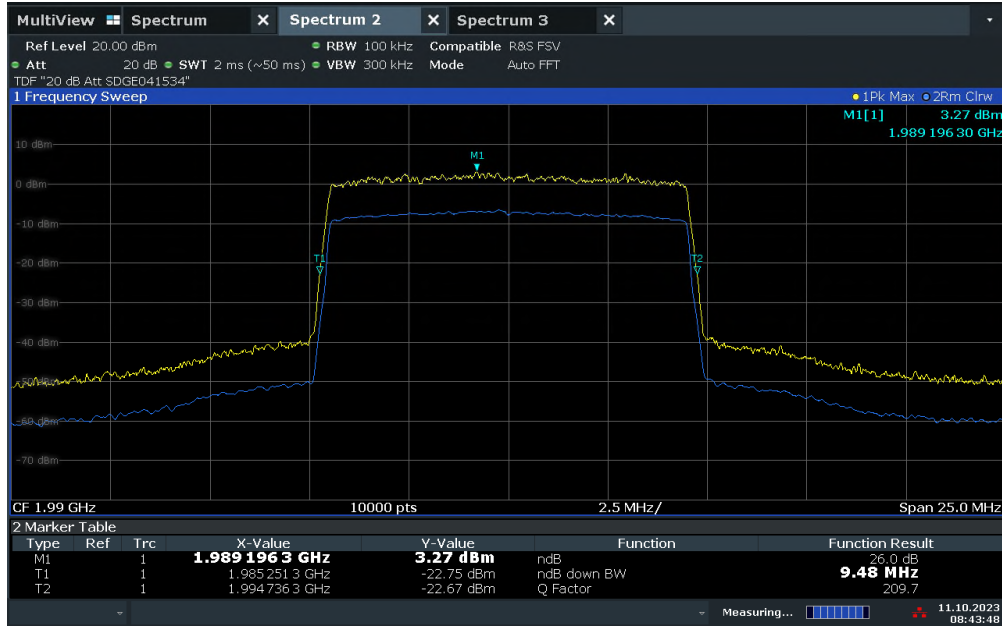 MultiView Spectrum X Spectrum 2 X Spectrum 3 X
Ref Level 20.00 dBm RBW 100 kHz Compatible R&S FSV
Att 20 dB SWT 2 ms (~50 ms) VBW 300 kHz Mode Auto FFT
TDF "20 dB Att SDGE041534"
1 Frequency Sweep 1Pk Max 2Rm Clrw
M1[1] 3.27 dBm
1.989 196 30 GHz
10 dBm
M1
0 dBm
-10 dBm
T1 T2
-20 dBm
-30 dBm
-40 dBm
-50 dBm
-60 dBm
-70 dBm
CF 1.99 GHz 10000 pts 2.5 MHz/ Span 25.0 MHz
2 Marker Table
Type Ref Trc X-Value Y-Value Function Function Result
M1 1 1.989 196 3 GHz 3.27 dBm ndB 26.0 dB
T1 1 1.985 251 3 GHz -22.75 dBm ndB down BW 9.48 MHz
T2 1 1.994 736 3 GHz -22.67 dBm Q Factor 209.7
Measuring... 11.10.2023
08:43:48